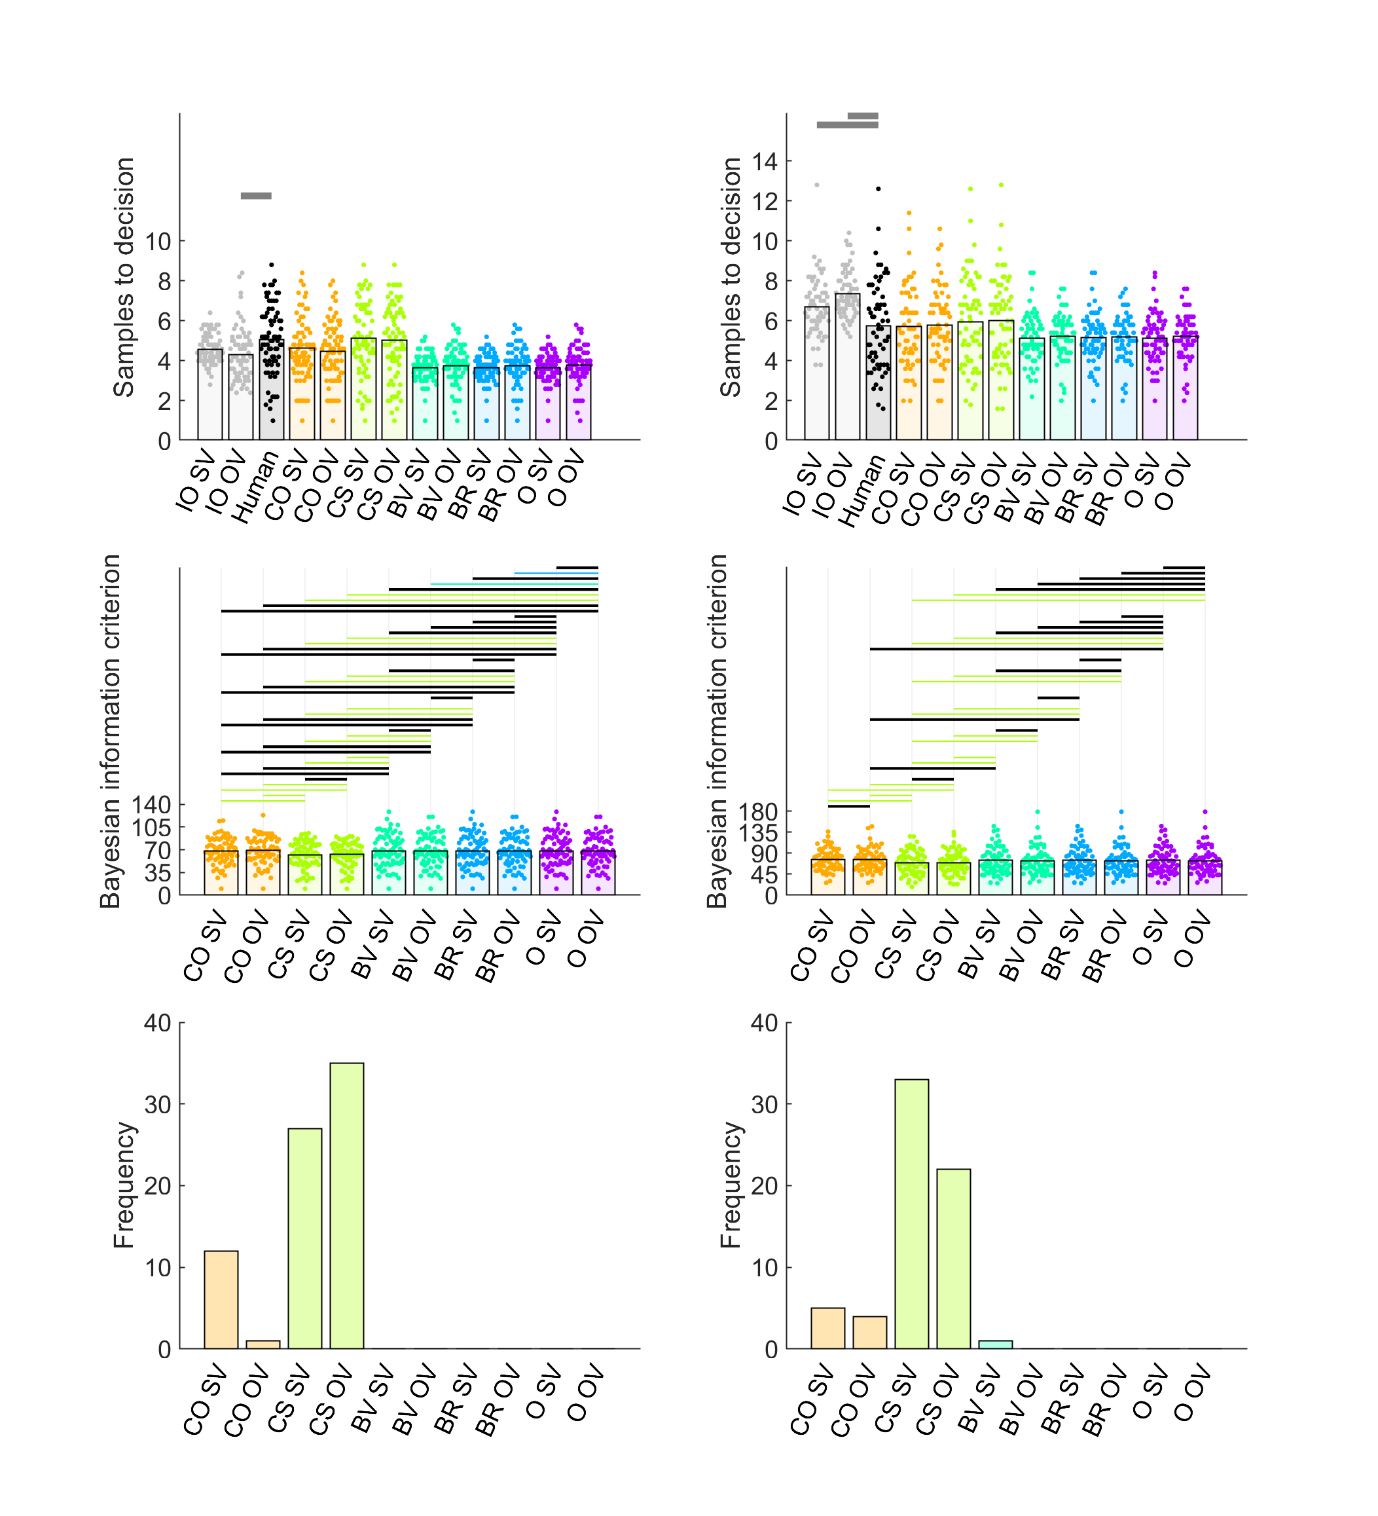 Samples to decision
10
8
6
4
2
0
IO SV
IO OV
Human
CO SV
CO OV
CS SV
CS OV
BV SV
BV OV
BR SV
BR OV
O SV
O OV
Samples to decision
14
12
10
8
6
4
2
0
IO SV
IO OV
Human
CO SV
CO OV
CS SV
CS OV
BV SV
BV OV
BR SV
BR OV
O SV
O OV
Bayesian information criterion
140
105
70
35
0
CO SV
CO OV
CS SV
CS OV
BV SV
BV OV
BR SV
BR OV
O SV
O OV
Bayesian information criterion
180
135
90
45
0
CO SV
CO OV
CS SV
CS OV
BV SV
BV OV
BR SV
BR OV
O SV
O OV
Frequency
40
30
20
10
0
CO SV
CO OV
CS SV
CS OV
BV SV
BV OV
BR SV
BR OV
O SV
O OV
Frequency
40
30
20
10
0
CO SV
CO OV
CS SV
CS OV
BV SV
BV OV
BR SV
BR OV
O SV
O OV